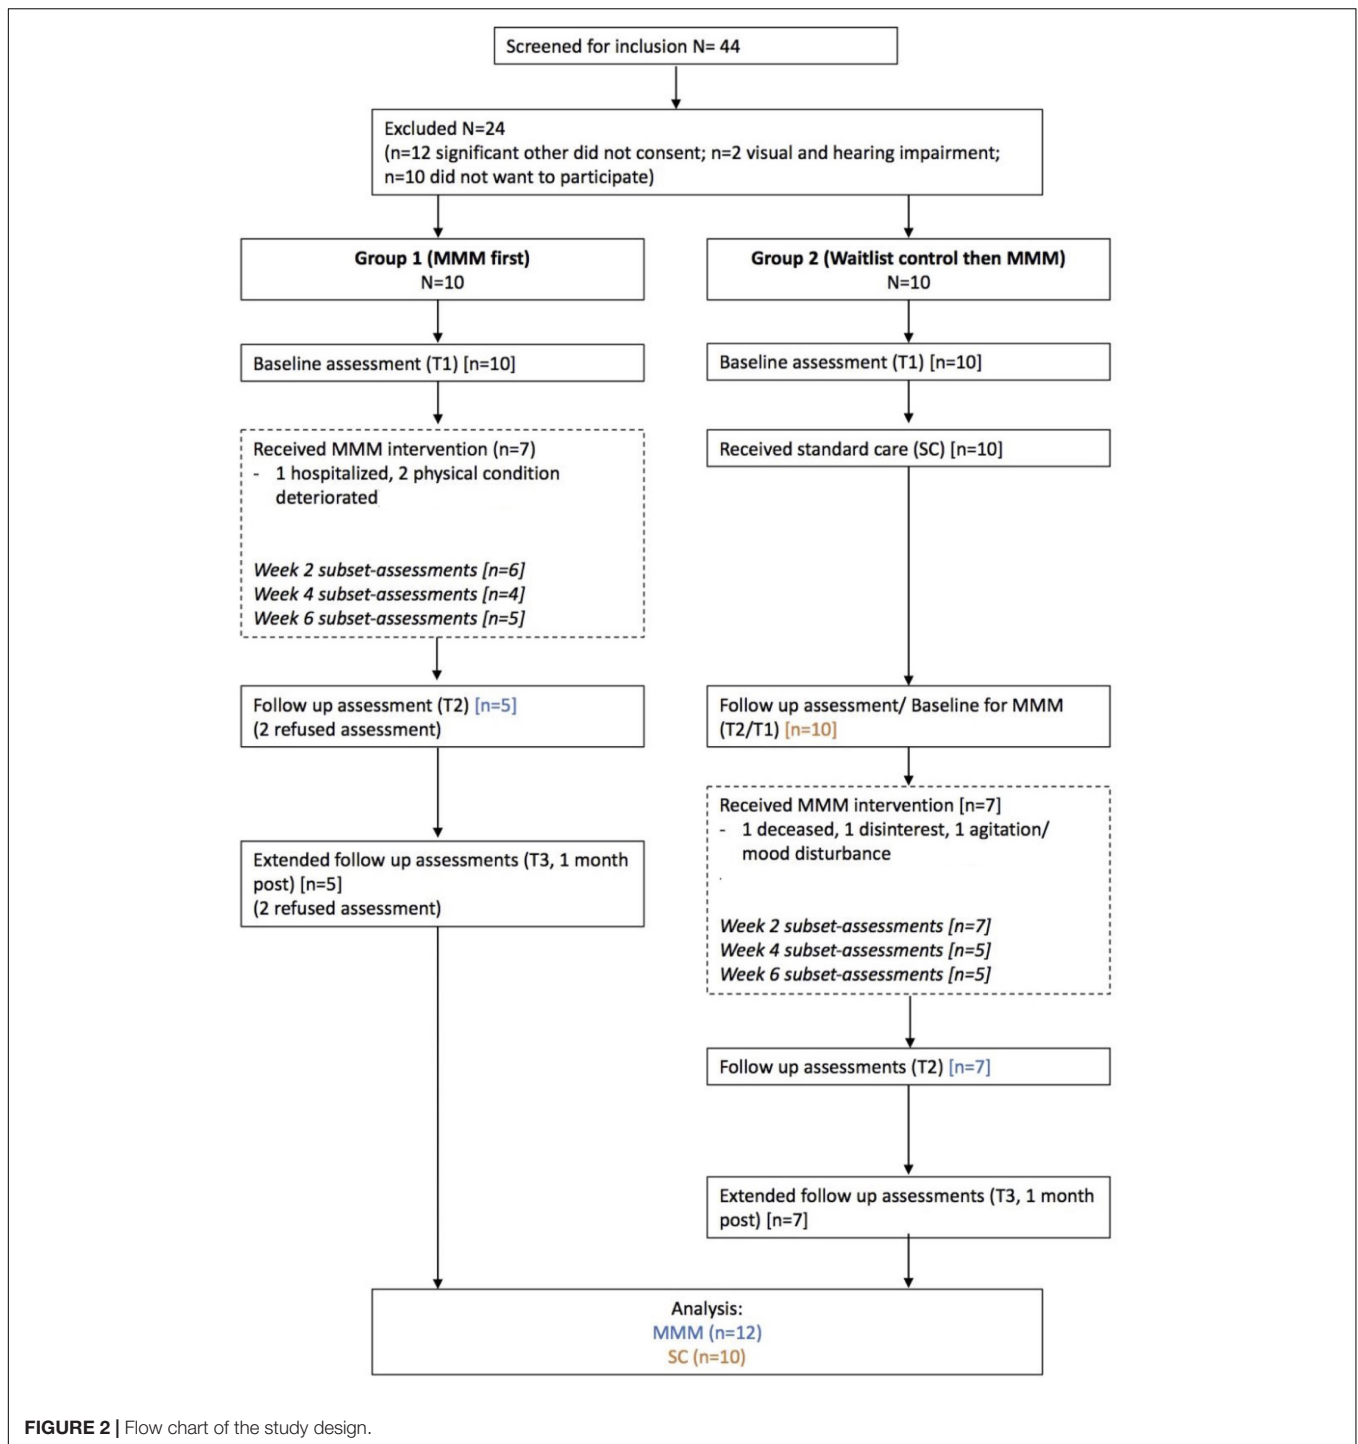 Screened for inclusion N= 44
Excluded N=24
(n=12 significant other did not consent; n=2 visual and hearing impairment;
n=10 did not want to participate)
Group 1 (MMM first)
N=10
Baseline assessment (T1) [n=10]
Received MMM intervention (n=7)
- 1 hospitalized, 2 physical condition
deteriorated
Week 2 subset-assessments [n=6]
Week 4 subset-assessments [n=4]
Week 6 subset-assessments [n=5]
Follow up assessment (T2) [n=5]
(2 refused assessment)
Extended follow up assessments (T3, 1 month
post) [n=5]
(2 refused assessment)
Group 2 (Waitlist control then MMM)
N=10
Baseline assessment (T1) [n=10]
Received standard care (SC) [n=10]
Follow up assessment/ Baseline for MMM
(T2/T1) [n=10]
Received MMM intervention [n=7]
- 1 deceased, 1 disinterest, 1 agitation/
mood disturbance
.
Week 2 subset-assessments [n=7]
Week 4 subset-assessments [n=5]
Week 6 subset-assessments [n=5]
Follow up assessments (T2) [n=7]
Extended follow up assessments (T3, 1 month
post) [n=7]
Analysis:
MMM (n=12)
SC (n=10)
FIGURE 2 | Flow chart of the study design.